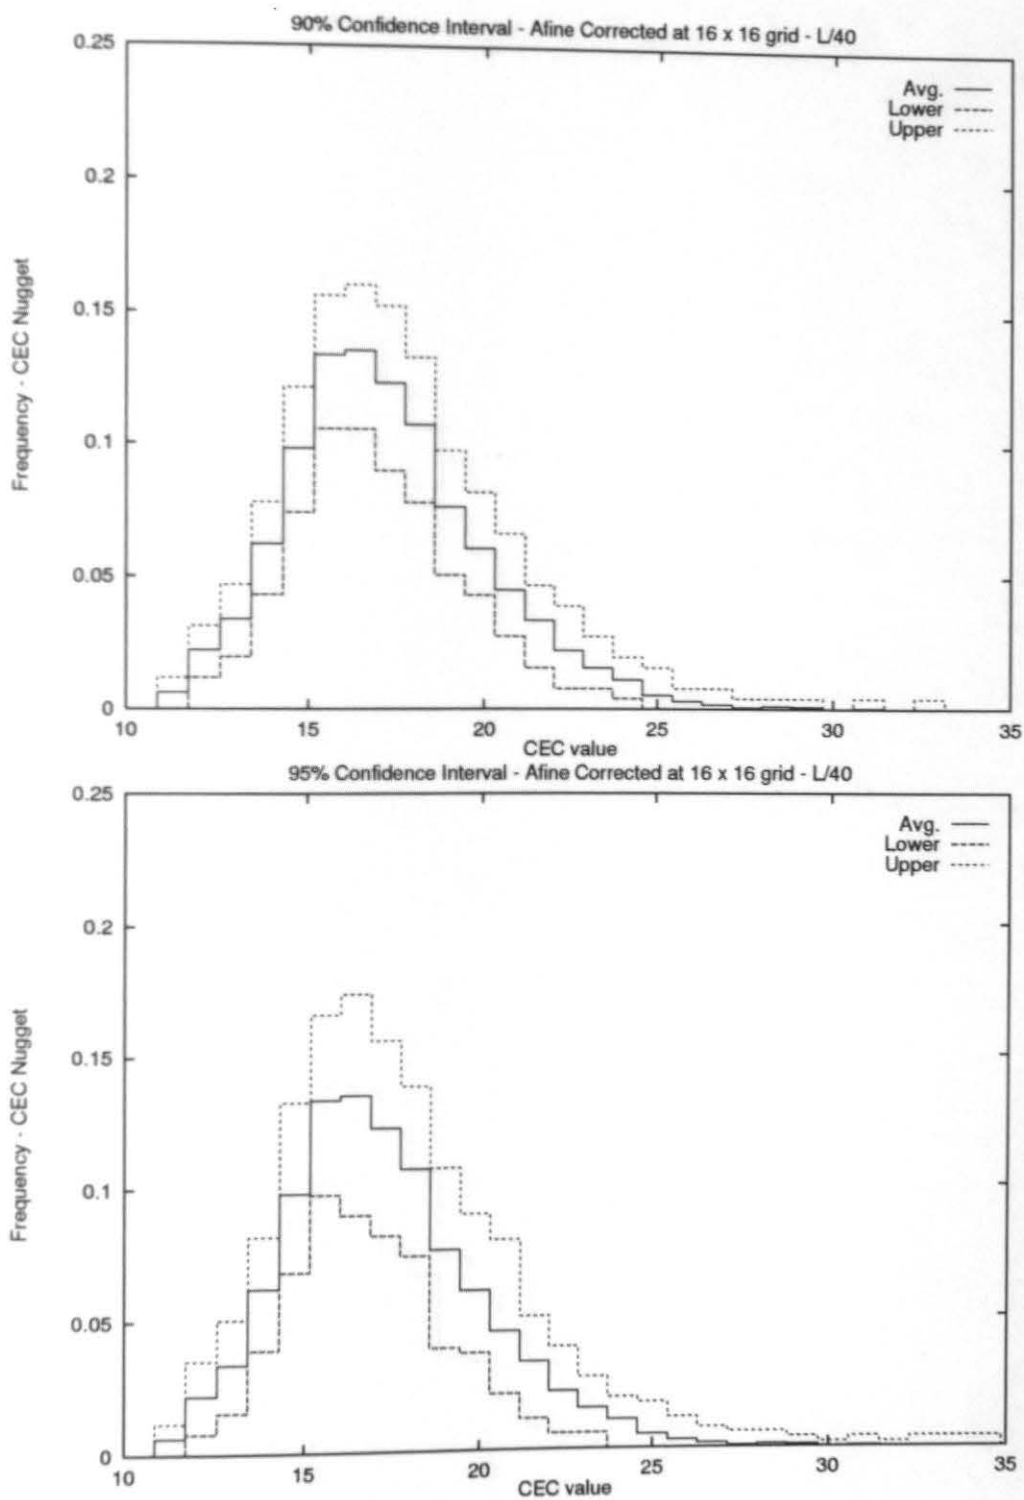 90% Confidence Interval - Afine Corrected at 16 x 16 grid - L/40
0.25
0.2
0.15
0.1
0.05
0
Frequency - CEC Nugget
Avg.
Lower
Upper
10 15 20 25 30 35
CEC value
95% Confidence Interval - Afine Corrected at 16 x 16 grid - L/40
0.25
0.2
0.15
0.1
0.05
0
Frequency - CEC Nugget
Avg.
Lower
Upper
10 15 20 25 30 35
CEC value